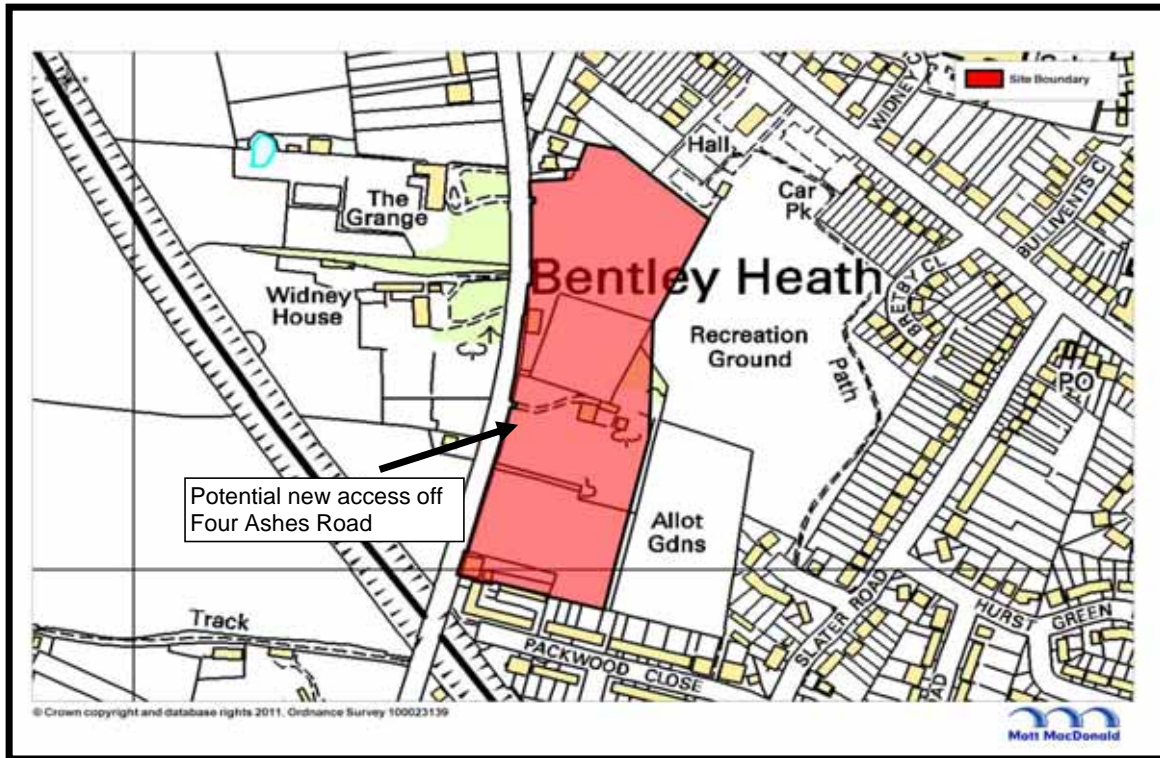 Site Boundary
WIDNEY C
Hall
The
Grange
Car
Pk
BULLIVENTS C
Bentley Heath
BRETBY CL
Widney
House
Recreation
Ground
Path
PO
Potential new access off
Four Ashes Road
Allot
Gdns
Track
SLATER ROAD
HURST GREEN
PACKWOOD CLOSE
OAD
© Crown copyright and database rights 2011. Ordnance Survey 100023139
Mott MacDonald